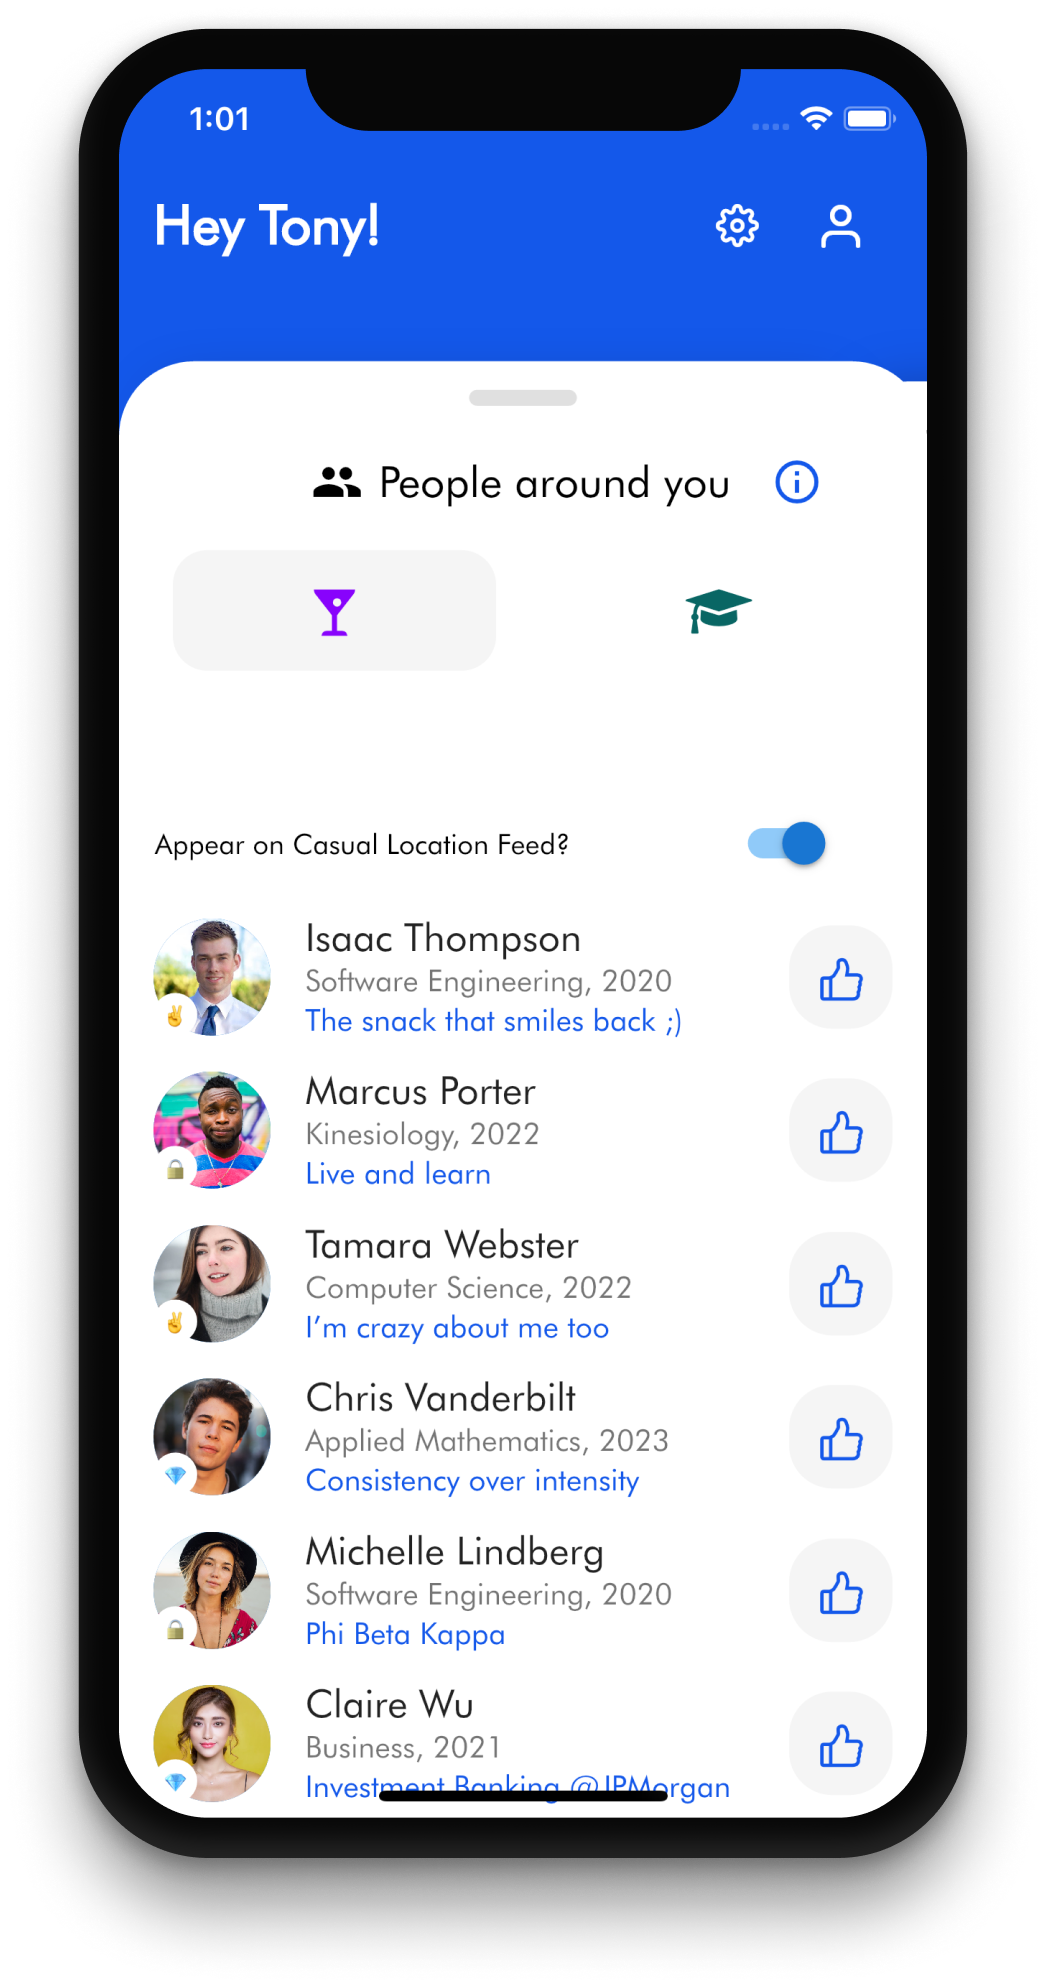 1:01
Hey Tony!
People around you
Appear on Casual Location Feed?
Isaac Thompson
Software Engineering, 2020
The snack that smiles back ;)
Marcus Porter
Kinesiology, 2022
Live and learn
Tamara Webster
Computer Science, 2022
I’m crazy about me too
Chris Vanderbilt
Applied Mathematics, 2023
Consistency over intensity
Michelle Lindberg
Software Engineering, 2020
Phi Beta Kappa
Claire Wu
Business, 2021
Investment Banking @JPMorgan